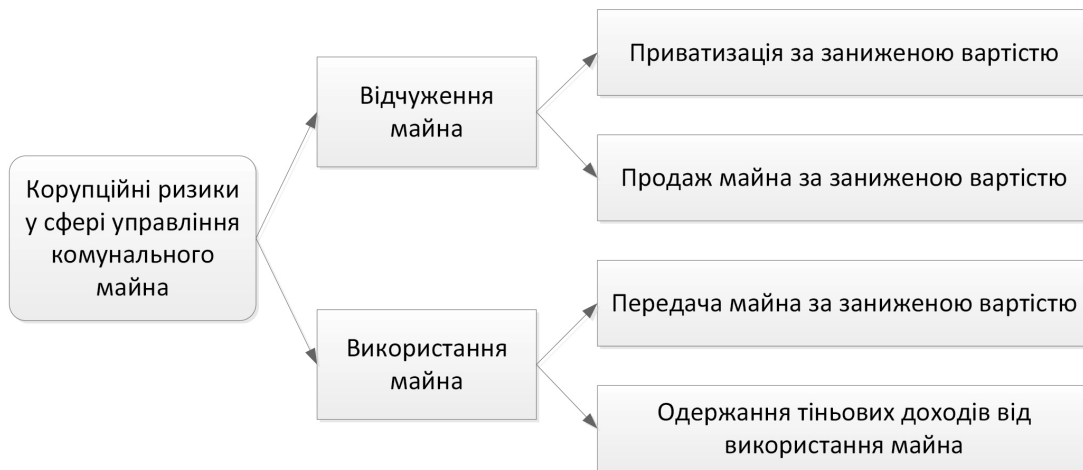 Корупційні ризики
у сфері управління
комунального
майна
Відчуження
майна
Використання
майна
Приватизація за заниженою вартістю
Продаж майна за заниженою вартістю
Передача майна за заниженою вартістю
Одержання тіньових доходів від
використання майна